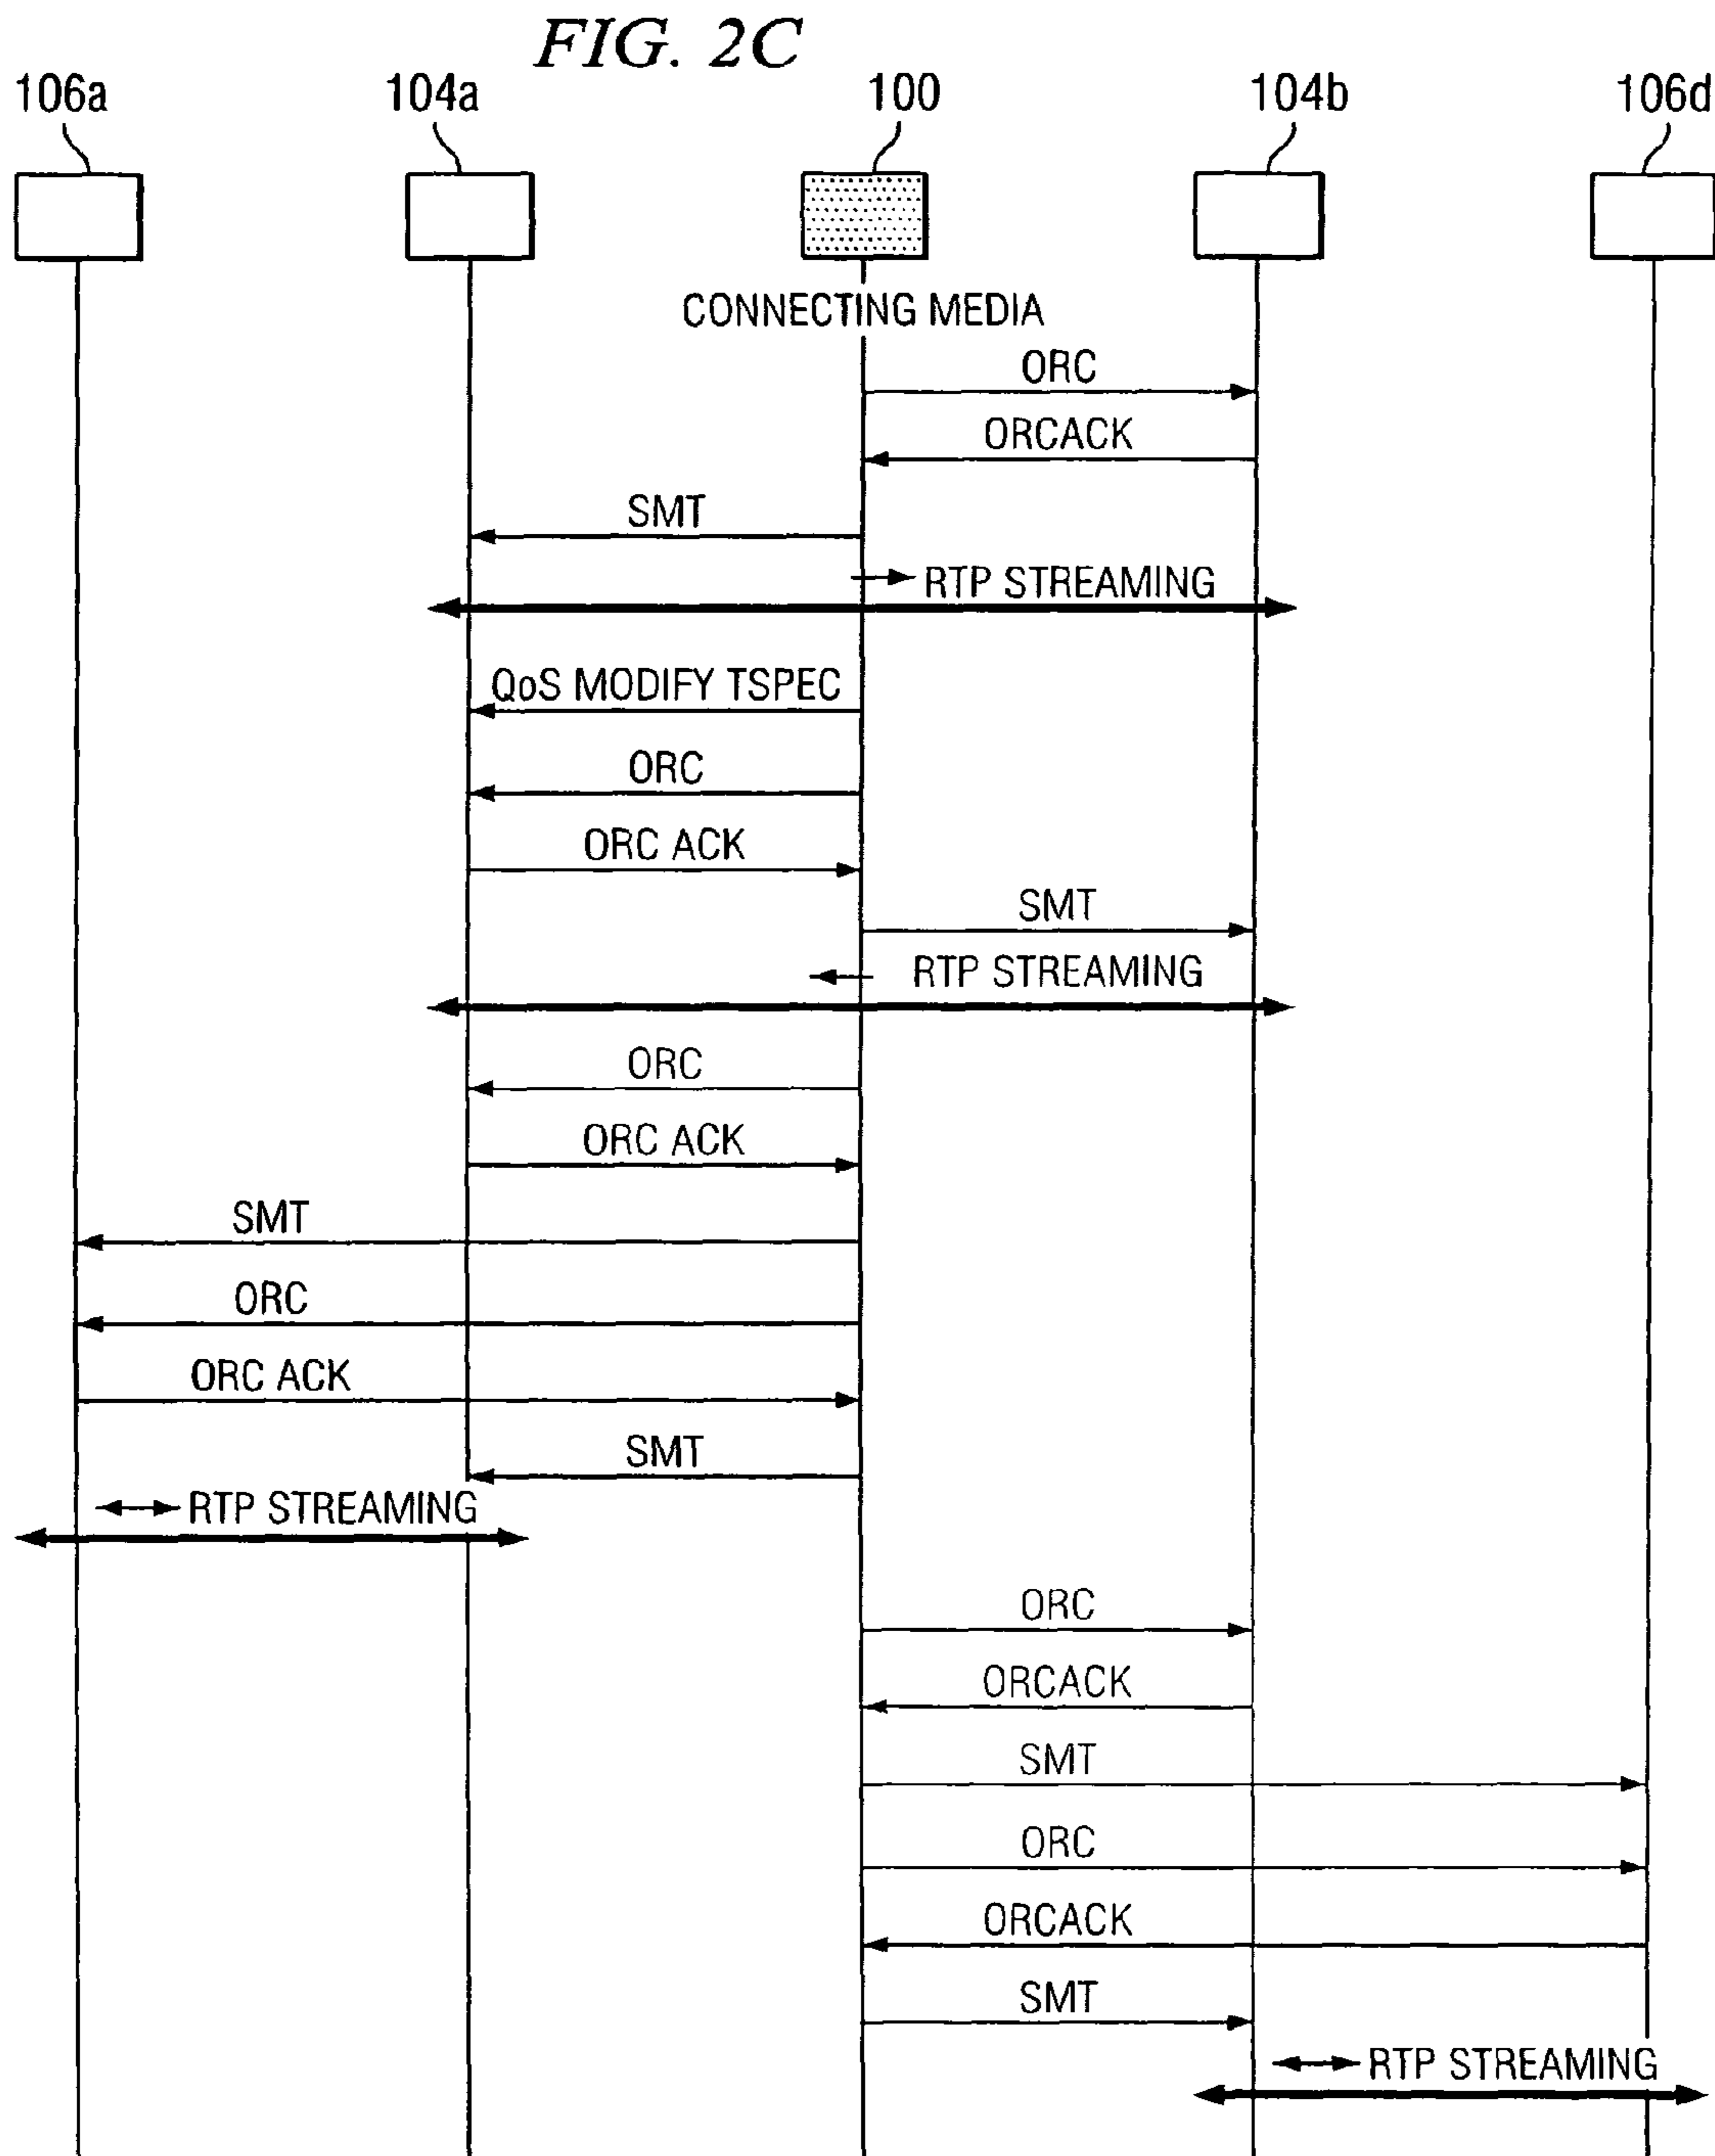 FIG. 2C
106a 104a 100 104b 106d
CONNECTING MEDIA
ORC
ORCACK
SMT
RTP STREAMING
QoS MODIFY TSPEC
ORC
ORC ACK
SMT
RTP STREAMING
ORC
ORC ACK
SMT
ORC
ORC ACK
SMT
RTP STREAMING
ORC
ORCACK
SMT
ORC
ORCACK
SMT
RTP STREAMING